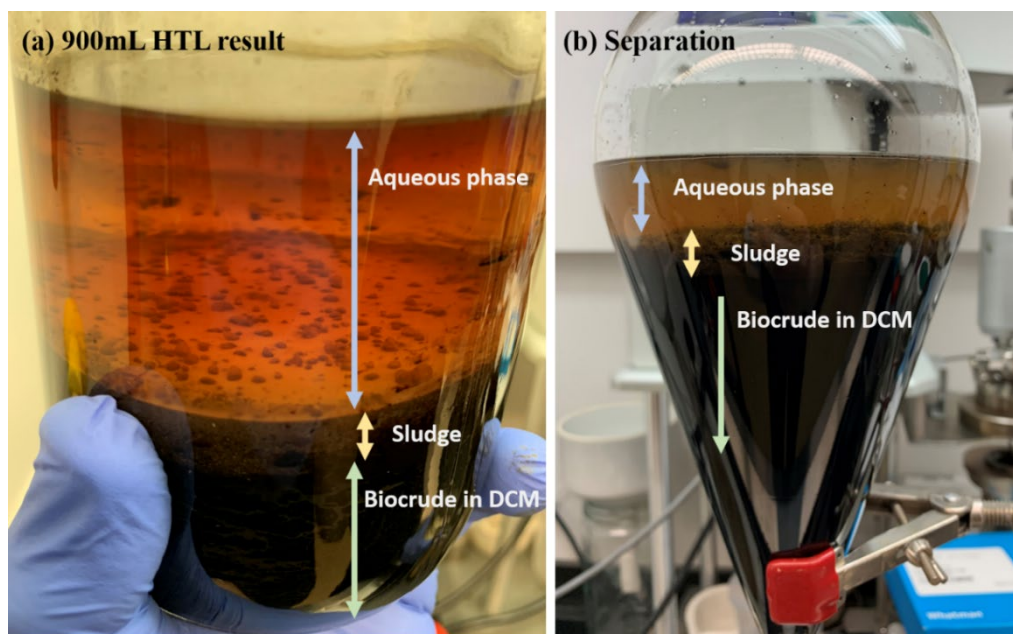 (a) 900mL HTL result
Aqueous phase
Sludge
Biocrude in DCM
(b) Separation
Aqueous phase
Sludge
Biocrude in DCM
Whatman